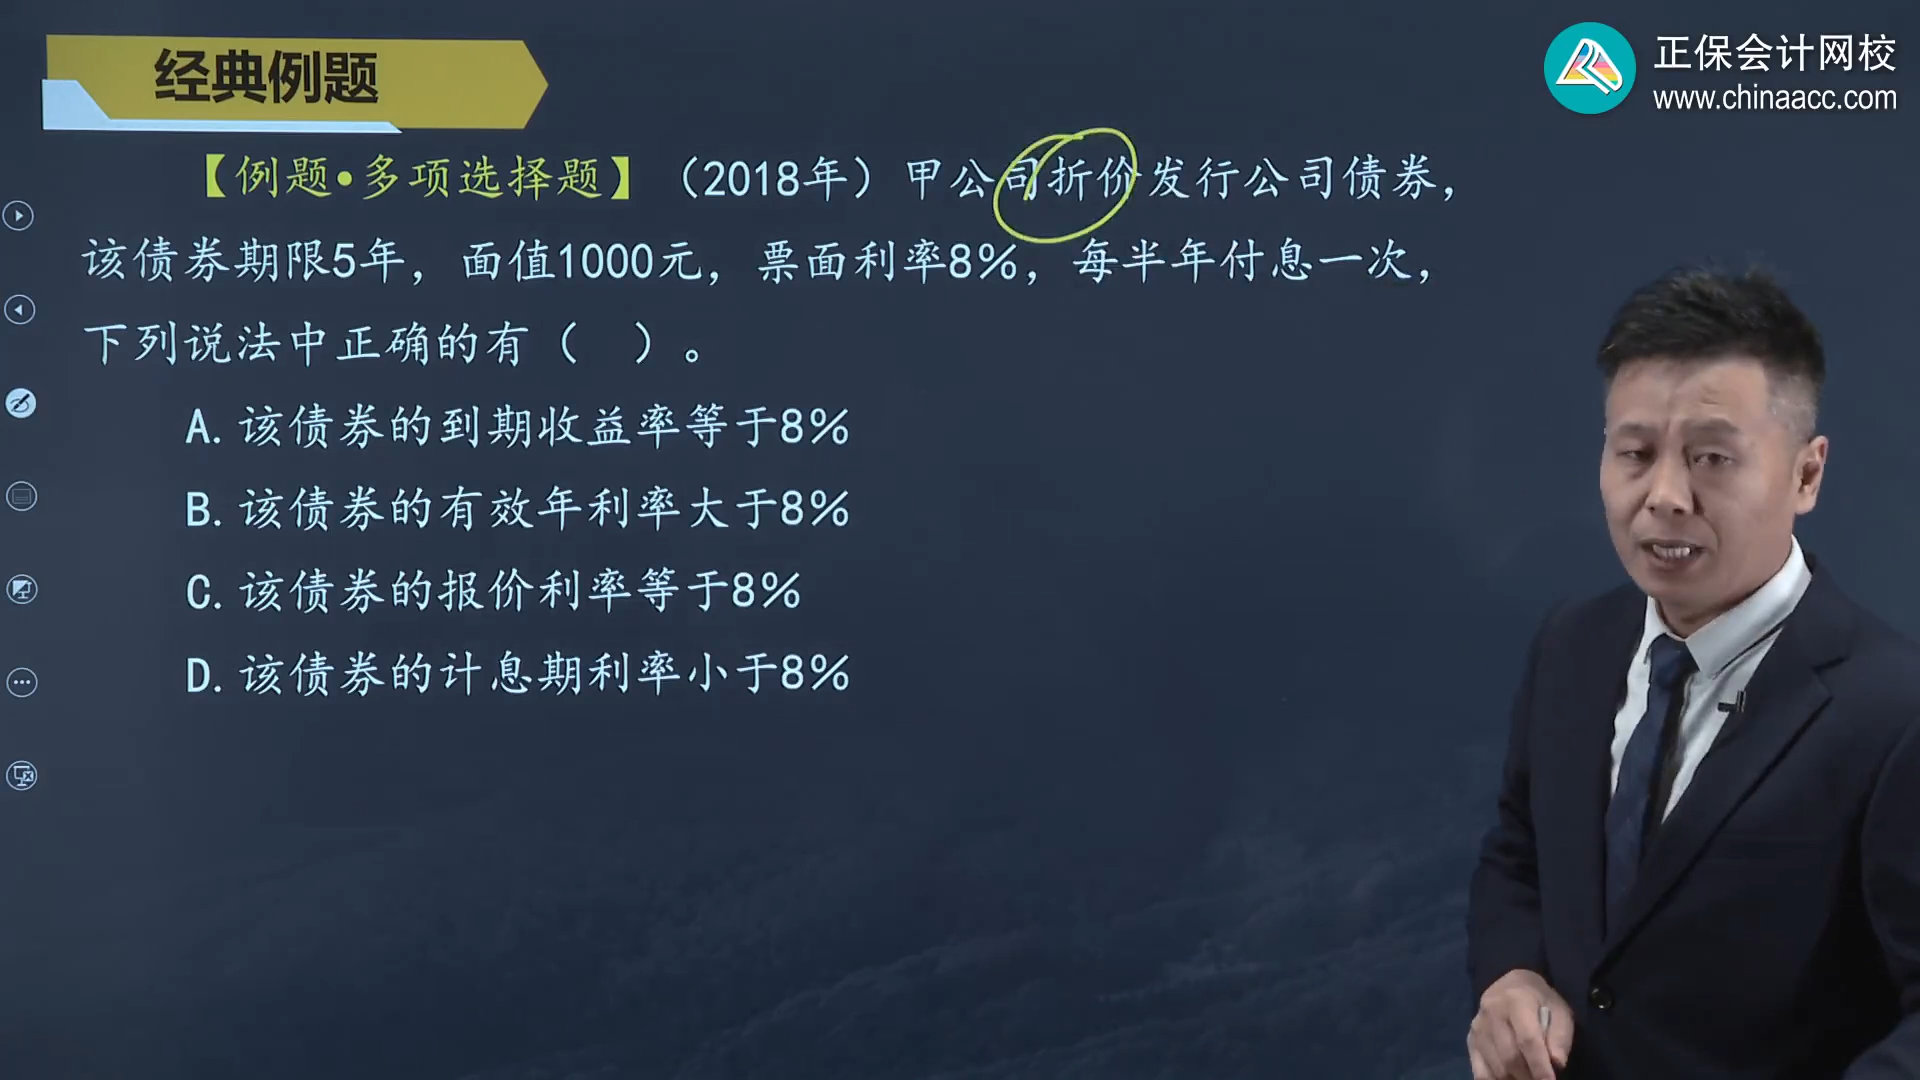 经典例题
正保会计网校
www.chinaacc.com
【例题•多项选择题】（2018年）甲公司折价发行公司债券，
该债券期限5年，面值1000元，票面利率8%，每半年付息一次，
下列说法中正确的有（ ）。
A. 该债券的到期收益率等于8%
B. 该债券的有效年利率大于8%
C. 该债券的报价利率等于8%
D. 该债券的计息期利率小于8%